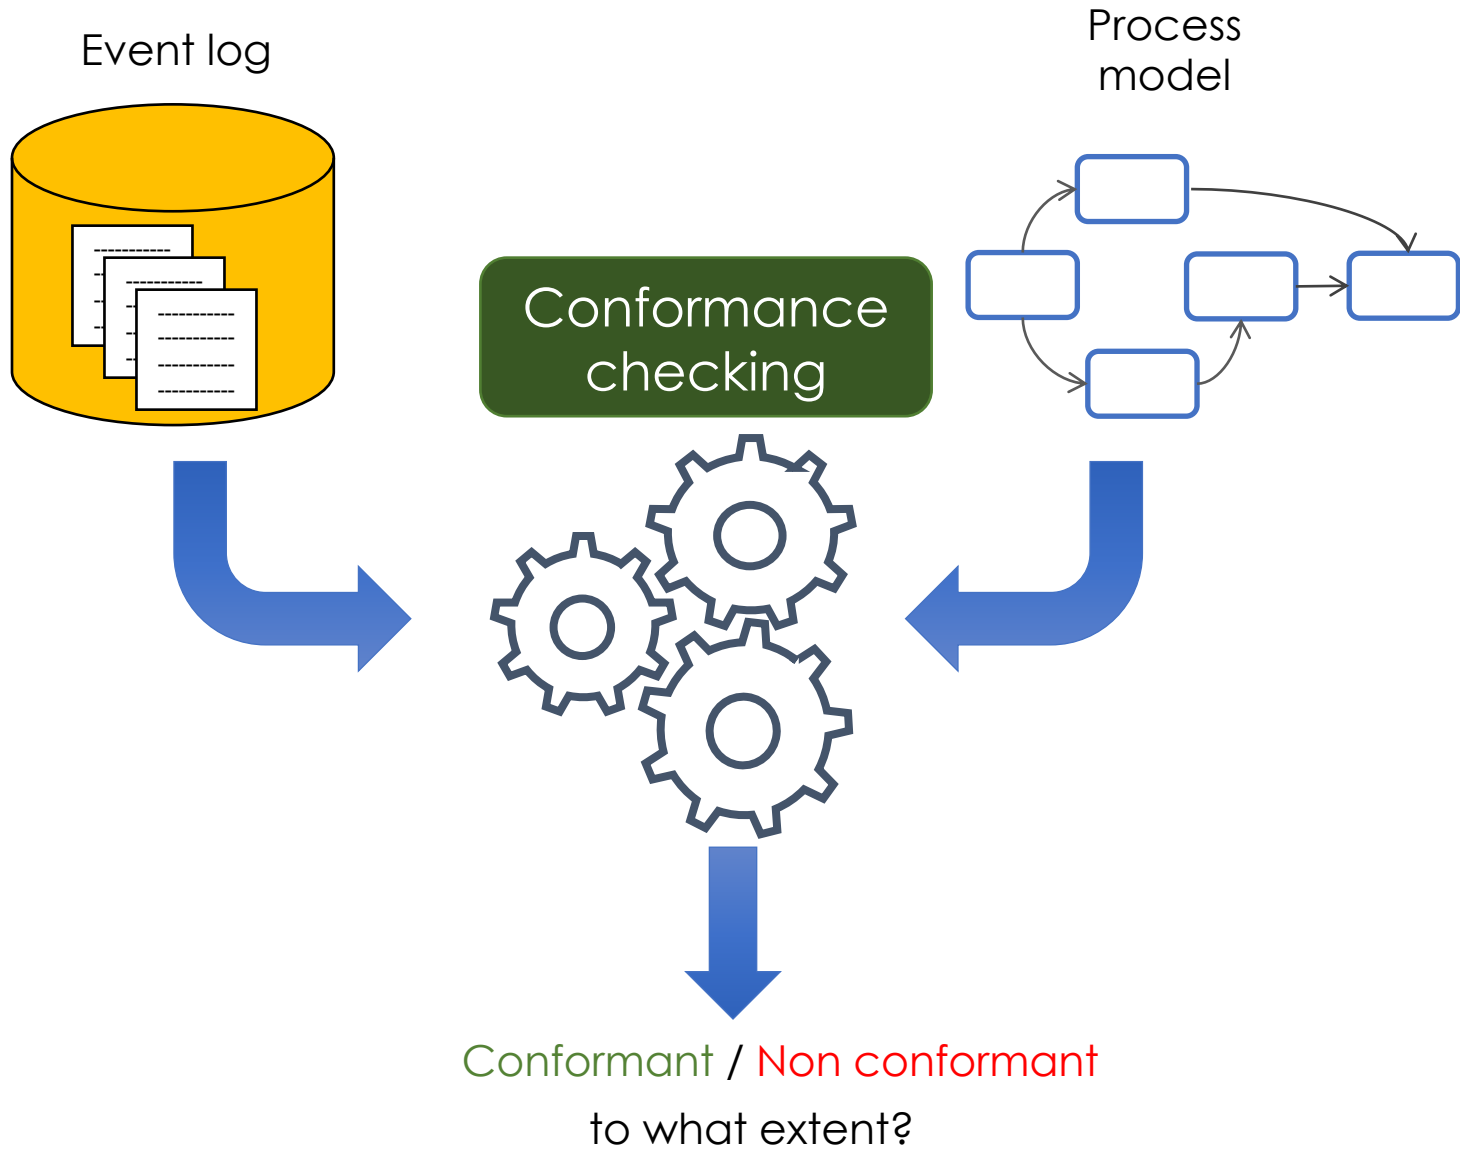 Event log
Process
model
Conformance
checking
Conformant / Non conformant
to what extent?